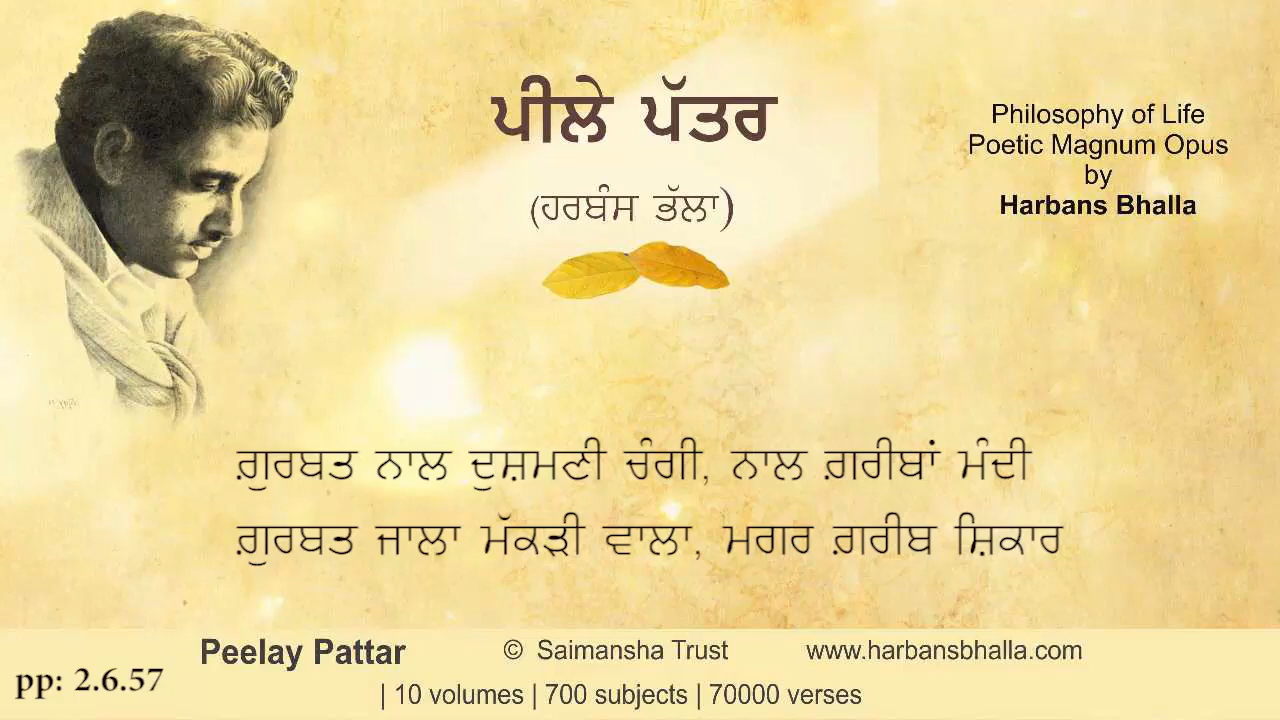 ਪੀਲੇ ਪੱਤਰ
(ਹਰਬੰਸ ਭੱਲਾ)
Philosophy of Life
Poetic Magnum Opus
by
Harbans Bhalla
ਗ਼ੁਰਬਤ ਨਾਲ ਦੁਸ਼ਮਣੀ ਚੰਗੀ, ਨਾਲ ਗ਼ਰੀਬਾਂ ਮੰਦੀ
ਗ਼ੁਰਬਤ ਜਾਲਾ ਮੱਕੜੀ ਵਾਲਾ, ਮਗਰ ਗ਼ਰੀਬ ਸ਼ਿਕਾਰ
pp: 2.6.57
Peelay Pattar © Saimansha Trust www.harbansbhalla.com
| 10 volumes | 700 subjects | 70000 verses